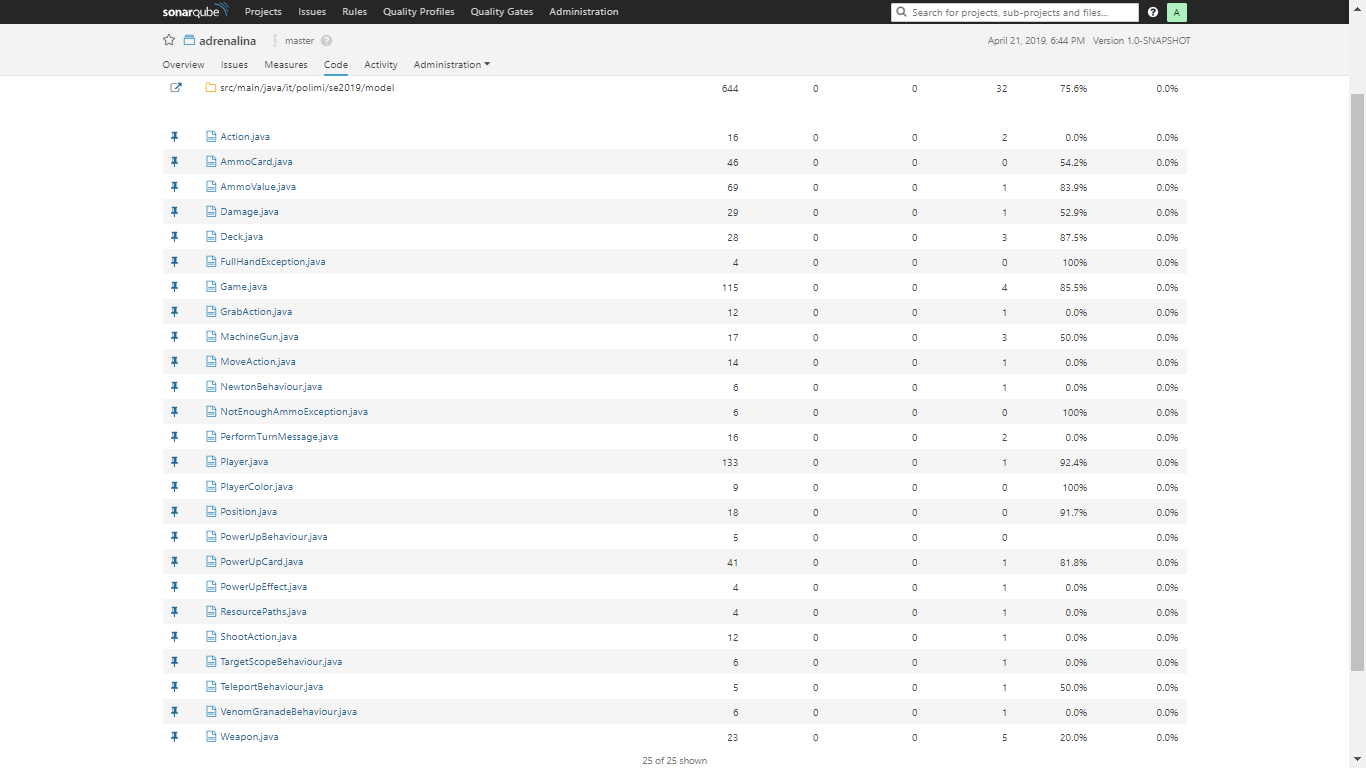 sonarqube Projects Issues Rules Quality Profiles Quality Gates Administration Search for projects, sub-projects and files... ? A
adrenalina master ? April 21, 2019, 6:44 PM Version 1.0-SNAPSHOT
Overview Issues Measures Code Activity Administration
src/main/java/it/polimi/se2019/model 644 0 0 32 75.6% 0.0%
Action.java 16 0 0 2 0.0% 0.0%
AmmoCard.java 46 0 0 0 54.2% 0.0%
AmmoValue.java 69 0 0 1 83.9% 0.0%
Damage.java 29 0 0 1 52.9% 0.0%
Deck.java 28 0 0 3 87.5% 0.0%
FullHandException.java 4 0 0 0 100% 0.0%
Game.java 115 0 0 4 85.5% 0.0%
GrabAction.java 12 0 0 1 0.0% 0.0%
MachineGun.java 17 0 0 3 50.0% 0.0%
MoveAction.java 14 0 0 1 0.0% 0.0%
NewtonBehaviour.java 6 0 0 1 0.0% 0.0%
NotEnoughAmmoException.java 6 0 0 0 100% 0.0%
PerformTurnMessage.java 16 0 0 2 0.0% 0.0%
Player.java 133 0 0 1 92.4% 0.0%
PlayerColor.java 9 0 0 0 100% 0.0%
Position.java 18 0 0 0 91.7% 0.0%
PowerUpBehaviour.java 5 0 0 0 0.0%
PowerUpCard.java 41 0 0 1 81.8% 0.0%
PowerUpEffect.java 4 0 0 1 0.0% 0.0%
ResourcePaths.java 4 0 0 1 0.0% 0.0%
ShootAction.java 12 0 0 1 0.0% 0.0%
TargetScopeBehaviour.java 6 0 0 1 0.0% 0.0%
TeleportBehaviour.java 5 0 0 1 50.0% 0.0%
VenomGranadeBehaviour.java 6 0 0 1 0.0% 0.0%
Weapon.java 23 0 0 5 20.0% 0.0%
25 of 25 shown